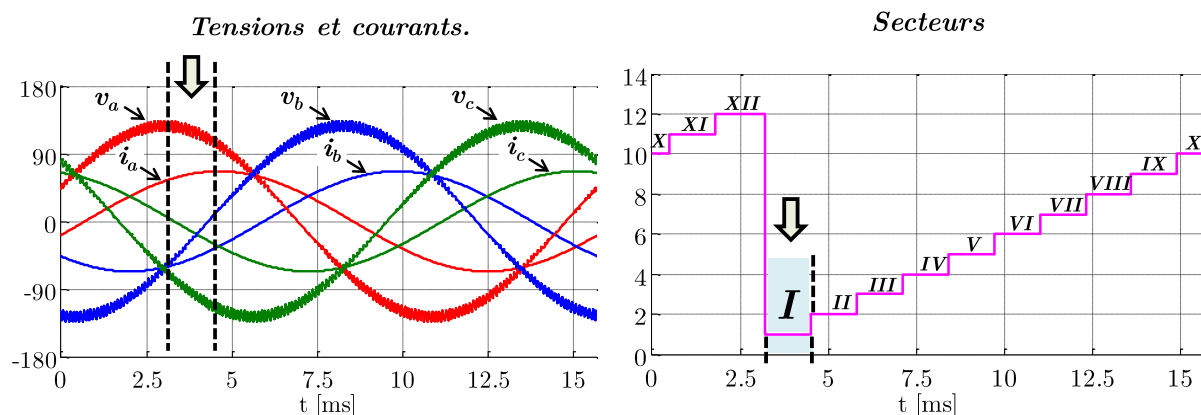 Tensions et courants.
180
90
0
-90
-180
v_a
v_b
v_c
i_a
i_b
i_c
0
2.5
5
7.5
10
12.5
15
t [ms]
Secteurs
14
12
10
8
6
4
2
0
X
XI
XII
I
II
III
IV
V
VI
VII
VIII
IX
X
0
2.5
5
7.5
10
12.5
15
t [ms]